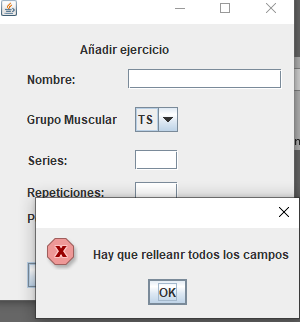 Añadir ejercicio
Nombre:
Grupo Muscular TS
Series:
Repeticiones:
Hay que relleanr todos los campos
OK